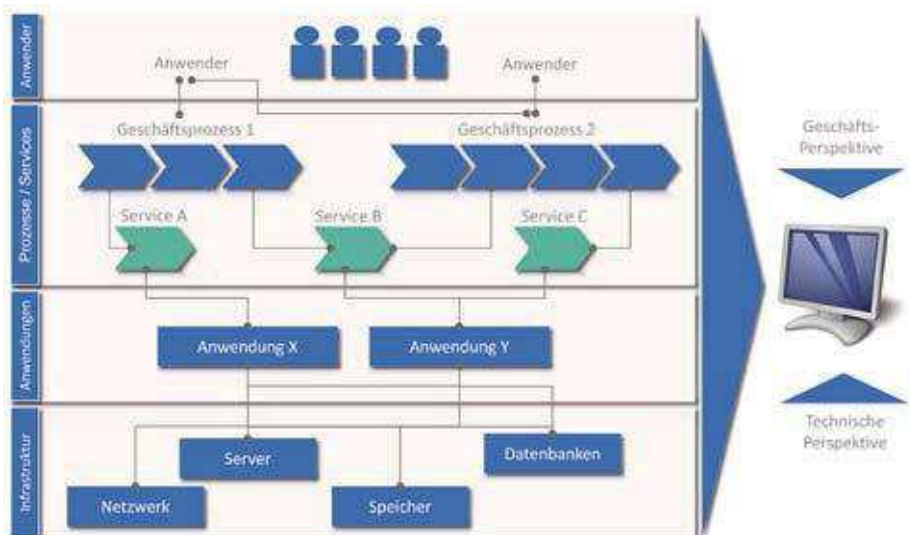 Anwender
Anwender
Anwender
Prozesse / Services
Geschäftsprozess 1
Geschäftsprozess 2
Service A
Service B
Service C
Anwendungen
Anwendung X
Anwendung Y
Infrastruktur
Server
Datenbanken
Netzwerk
Speicher
Geschäfts-
Perspektive
Technische
Perspektive